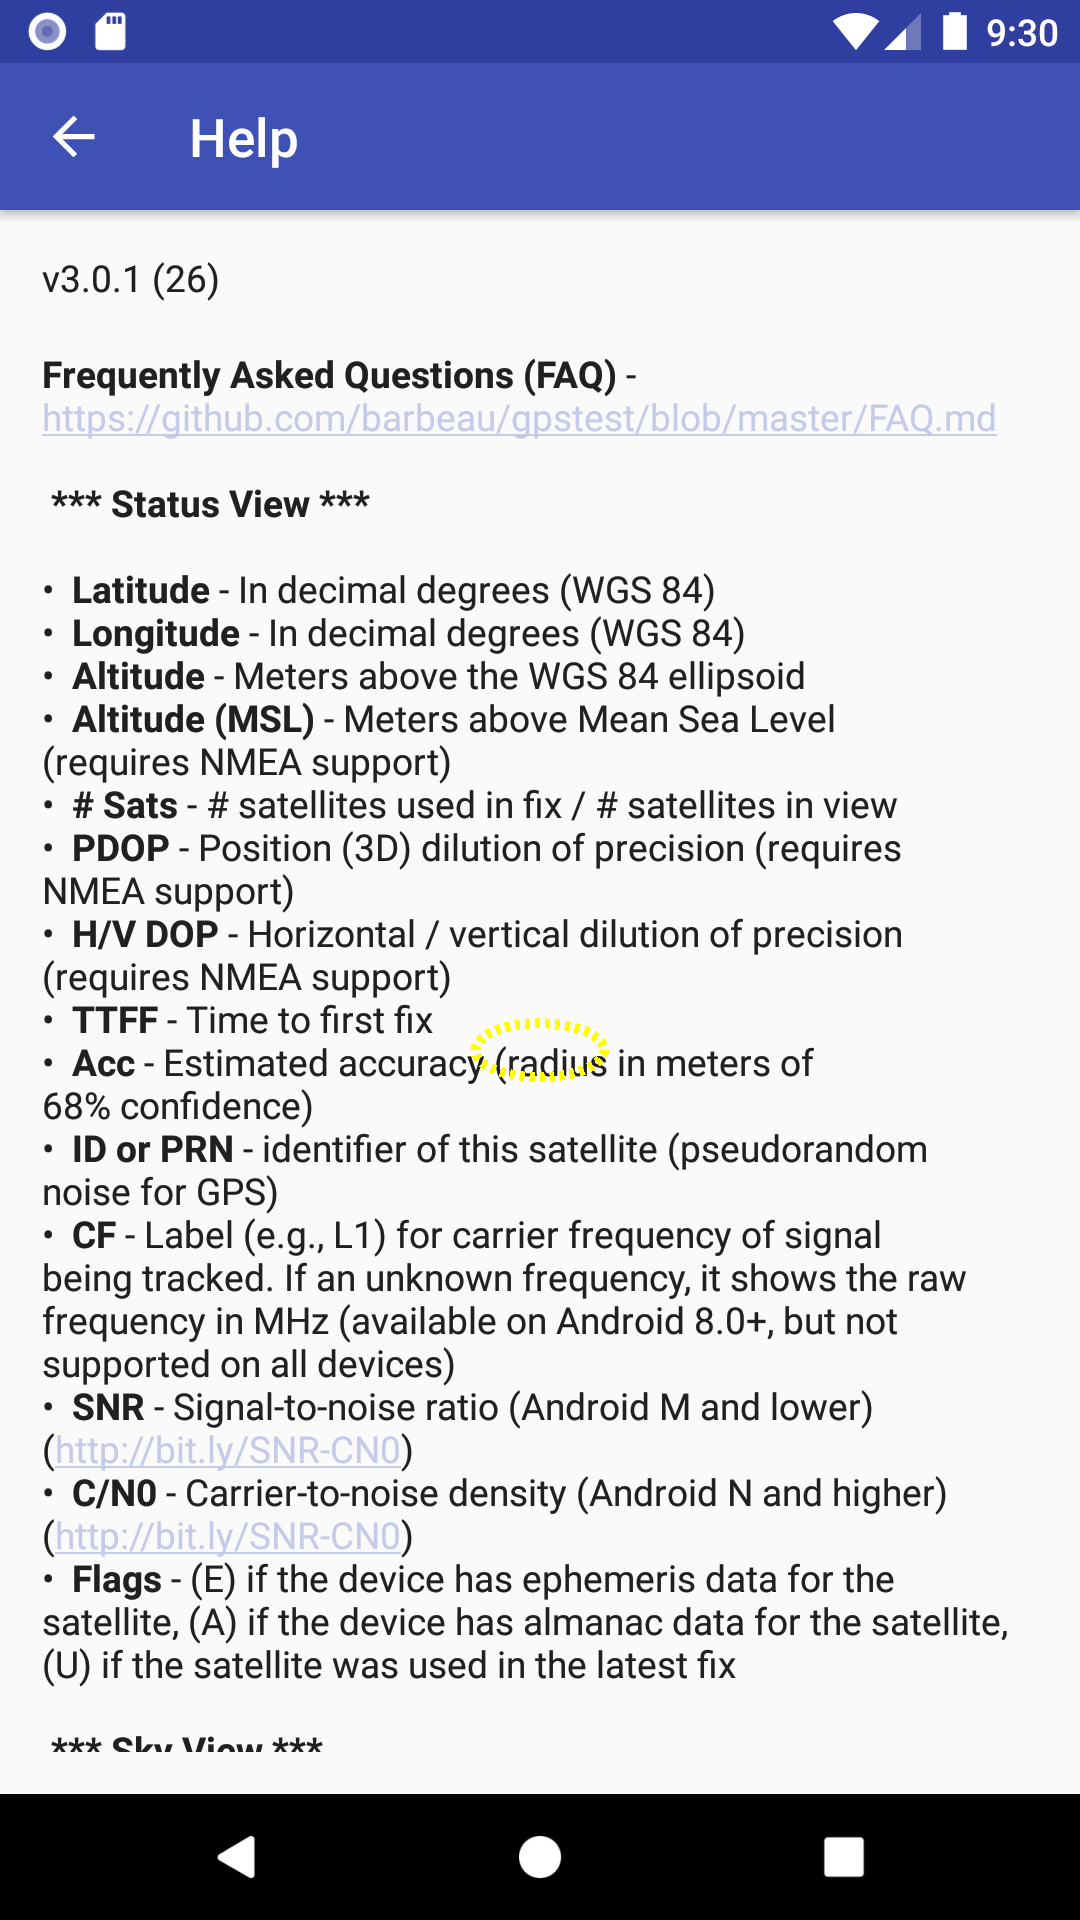 9:30
Help
v3.0.1 (26)
Frequently Asked Questions (FAQ) -
https://github.com/barbeau/gpstest/blob/master/FAQ.md
*** Status View ***
• Latitude - In decimal degrees (WGS 84)
• Longitude - In decimal degrees (WGS 84)
• Altitude - Meters above the WGS 84 ellipsoid
• Altitude (MSL) - Meters above Mean Sea Level
(requires NMEA support)
• # Sats - # satellites used in fix / # satellites in view
• PDOP - Position (3D) dilution of precision (requires
NMEA support)
• H/V DOP - Horizontal / vertical dilution of precision
(requires NMEA support)
• TTFF - Time to first fix
• Acc - Estimated accuracy (radius in meters of
68% confidence)
• ID or PRN - identifier of this satellite (pseudorandom
noise for GPS)
• CF - Label (e.g., L1) for carrier frequency of signal
being tracked. If an unknown frequency, it shows the raw
frequency in MHz (available on Android 8.0+, but not
supported on all devices)
• SNR - Signal-to-noise ratio (Android M and lower)
(http://bit.ly/SNR-CN0)
• C/N0 - Carrier-to-noise density (Android N and higher)
(http://bit.ly/SNR-CN0)
• Flags - (E) if the device has ephemeris data for the
satellite, (A) if the device has almanac data for the satellite,
(U) if the satellite was used in the latest fix
*** Sky View ***